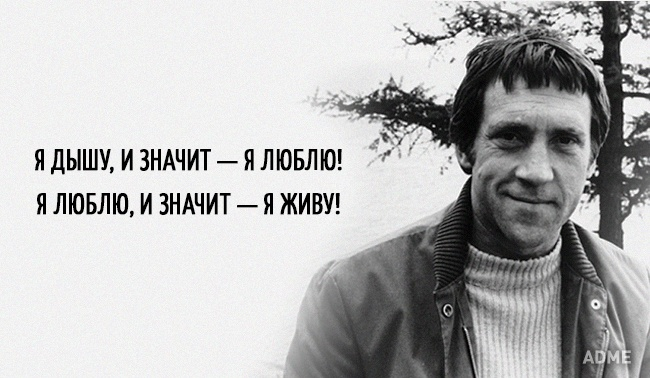 Я ДЫШУ, И ЗНАЧИТ — Я ЛЮБЛЮ!
Я ЛЮБЛЮ, И ЗНАЧИТ — Я ЖИВУ!
ADME